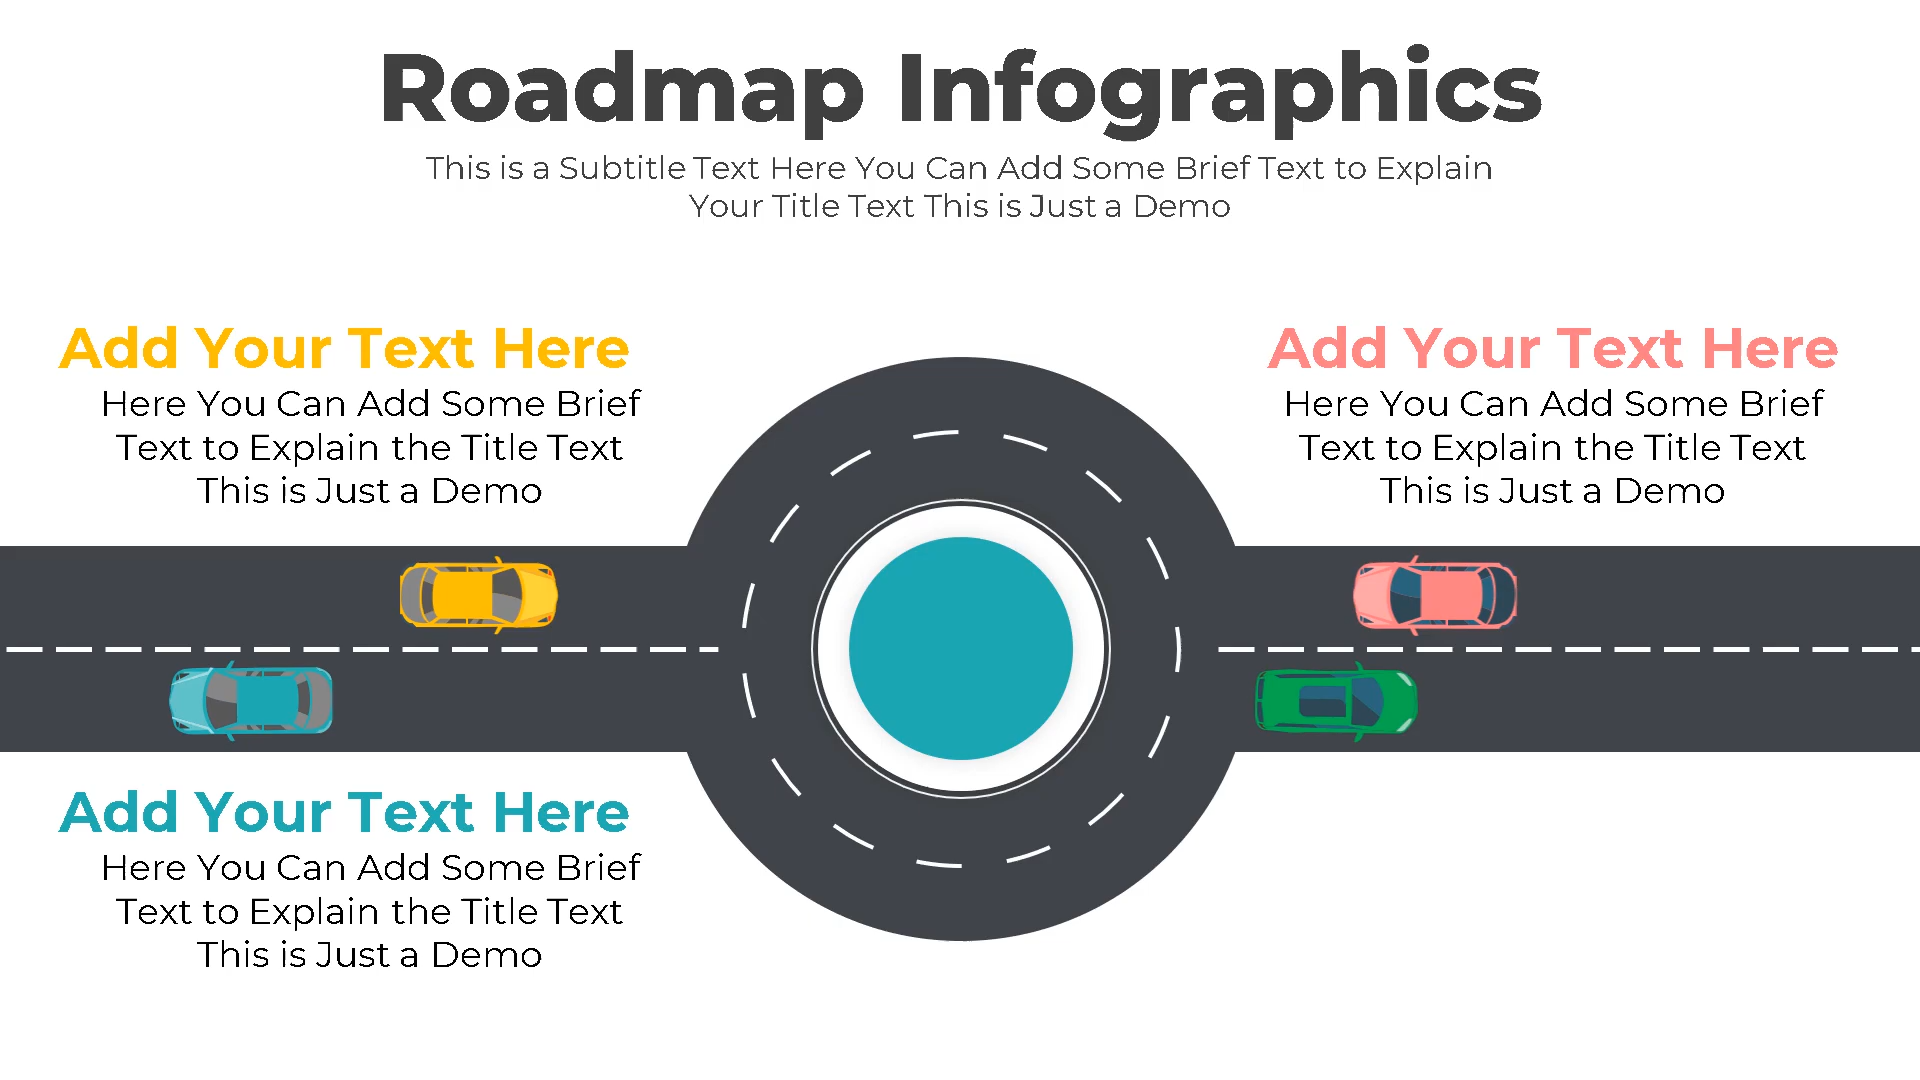 Roadmap Infographics
This is a Subtitle Text Here You Can Add Some Brief Text to Explain
Your Title Text This is Just a Demo
Add Your Text Here
Here You Can Add Some Brief
Text to Explain the Title Text
This is Just a Demo
Add Your Text Here
Here You Can Add Some Brief
Text to Explain the Title Text
This is Just a Demo
Add Your Text Here
Here You Can Add Some Brief
Text to Explain the Title Text
This is Just a Demo